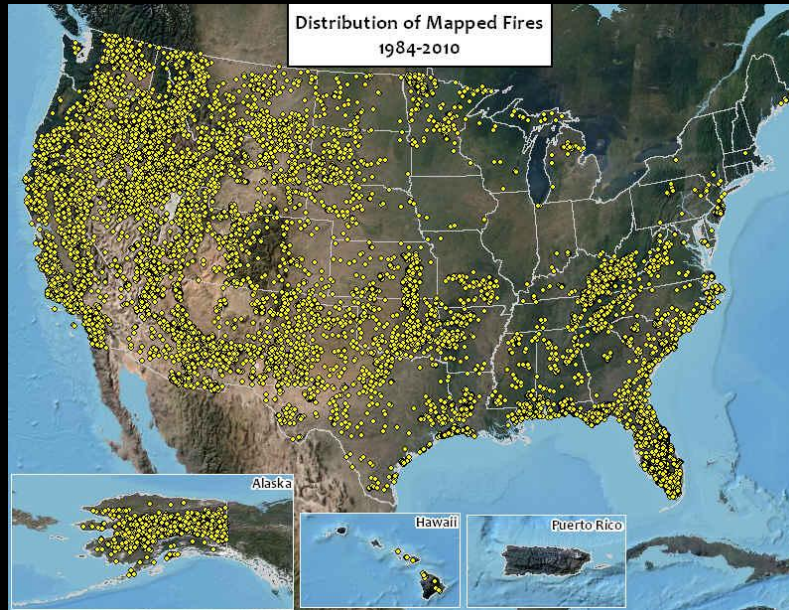 Distribution of Mapped Fires
1984-2010
Alaska
Hawaii
Puerto Rico